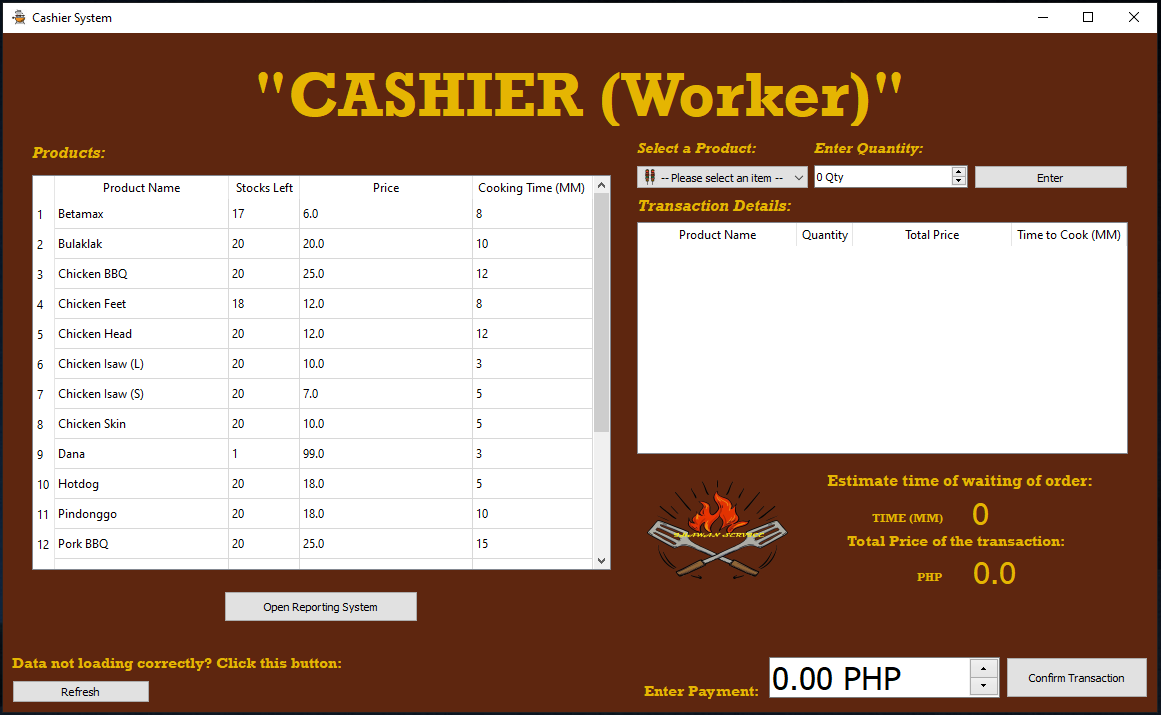 Cashier System
"CASHIER (Worker)"
Products:
Product Name Stocks Left Price Cooking Time (MM)
1 Betamax 17 6.0 8
2 Bulaklak 20 20.0 10
3 Chicken BBQ 20 25.0 12
4 Chicken Feet 18 12.0 8
5 Chicken Head 20 12.0 12
6 Chicken Isaw (L) 20 10.0 3
7 Chicken Isaw (S) 20 7.0 5
8 Chicken Skin 20 10.0 5
9 Dana 1 99.0 3
10 Hotdog 20 18.0 5
11 Pindonggo 20 18.0 10
12 Pork BBQ 20 25.0 15
Open Reporting System
Data not loading correctly? Click this button:
Refresh
Select a Product: Enter Quantity:
-- Please select an item -- 0 Qty Enter
Transaction Details:
Product Name Quantity Total Price Time to Cook (MM)
Estimate time of waiting of order:
TIME (MM) 0
Total Price of the transaction:
PHP 0.0
Enter Payment: 0.00 PHP Confirm Transaction